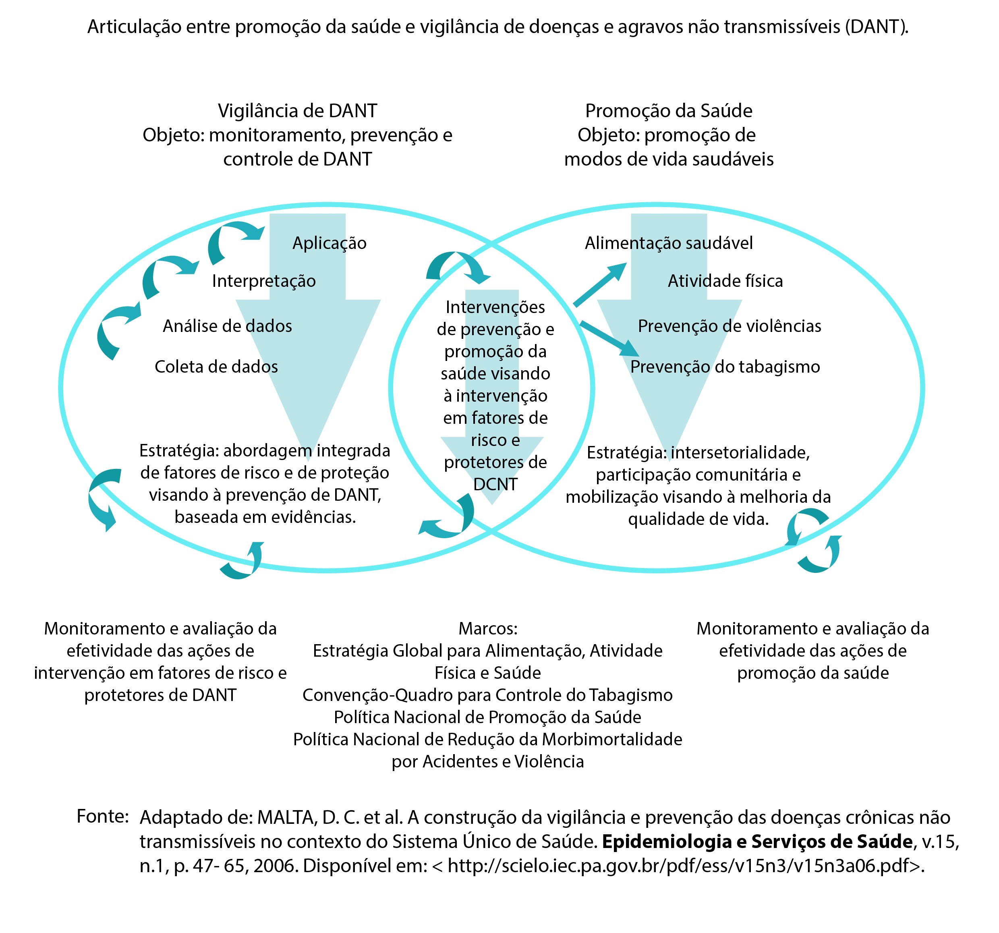 Articulação entre promoção da saúde e vigilância de doenças e agravos não transmissíveis (DANT).
Vigilância de DANT
Objeto: monitoramento, prevenção e
controle de DANT
Promoção da Saúde
Objeto: promoção de
modos de vida saudáveis
Aplicação
Interpretação
Análise de dados
Coleta de dados
Estratégia: abordagem integrada
de fatores de risco e de proteção
visando à prevenção de DANT,
baseada em evidências.
Intervenções
de prevenção e
promoção da
saúde visando
à intervenção
em fatores de
risco e
protetores de
DCNT
Alimentação saudável
Atividade física
Prevenção de violências
Prevenção do tabagismo
Estratégia: intersetorialidade,
participação comunitária e
mobilização visando à melhoria da
qualidade de vida.
Monitoramento e avaliação da
efetividade das ações de
intervenção em fatores de risco e
protetores de DANT
Marcos:
Estratégia Global para Alimentação, Atividade
Física e Saúde
Convenção-Quadro para Controle do Tabagismo
Política Nacional de Promoção da Saúde
Política Nacional de Redução da Morbimortalidade
por Acidentes e Violência
Monitoramento e avaliação da
efetividade das ações de
promoção da saúde
Fonte: Adaptado de: MALTA, D. C. et al. A construção da vigilância e prevenção das doenças crônicas não
transmissíveis no contexto do Sistema Único de Saúde. Epidemiologia e Serviços de Saúde, v.15,
n.1, p. 47- 65, 2006. Disponível em: < http://scielo.iec.pa.gov.br/pdf/ess/v15n3/v15n3a06.pdf>.